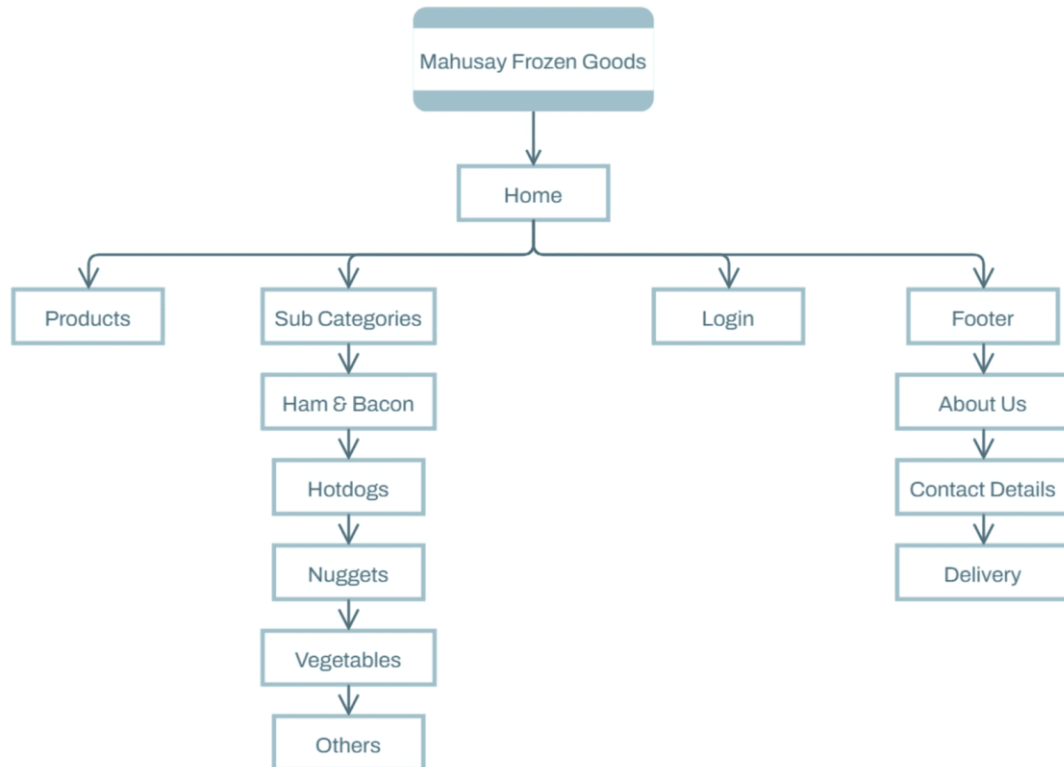 Mahusay Frozen Goods
Home
Products
Sub Categories
Login
Footer
Ham & Bacon
About Us
Hotdogs
Contact Details
Nuggets
Delivery
Vegetables
Others